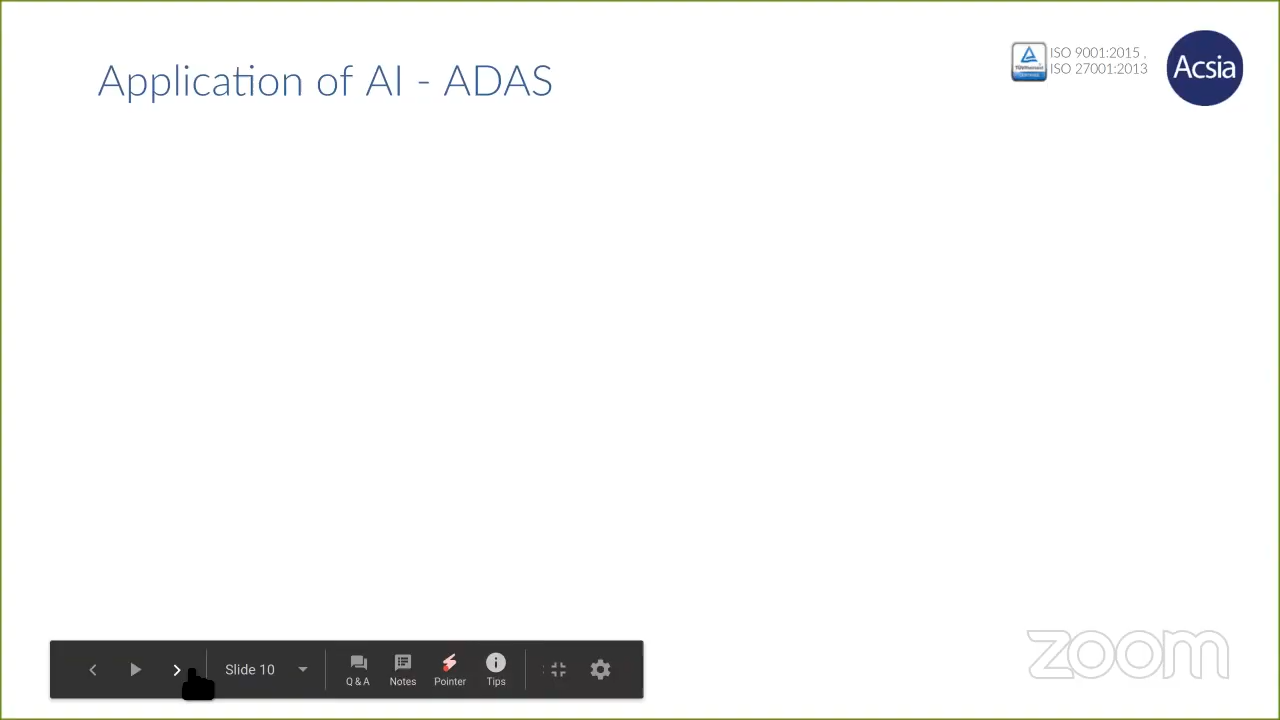 Application of AI - ADAS
ISO 9001:2015 ,
ISO 27001:2013
Acsia
Slide 10
Q & A
Notes
Pointer
Tips
zoom